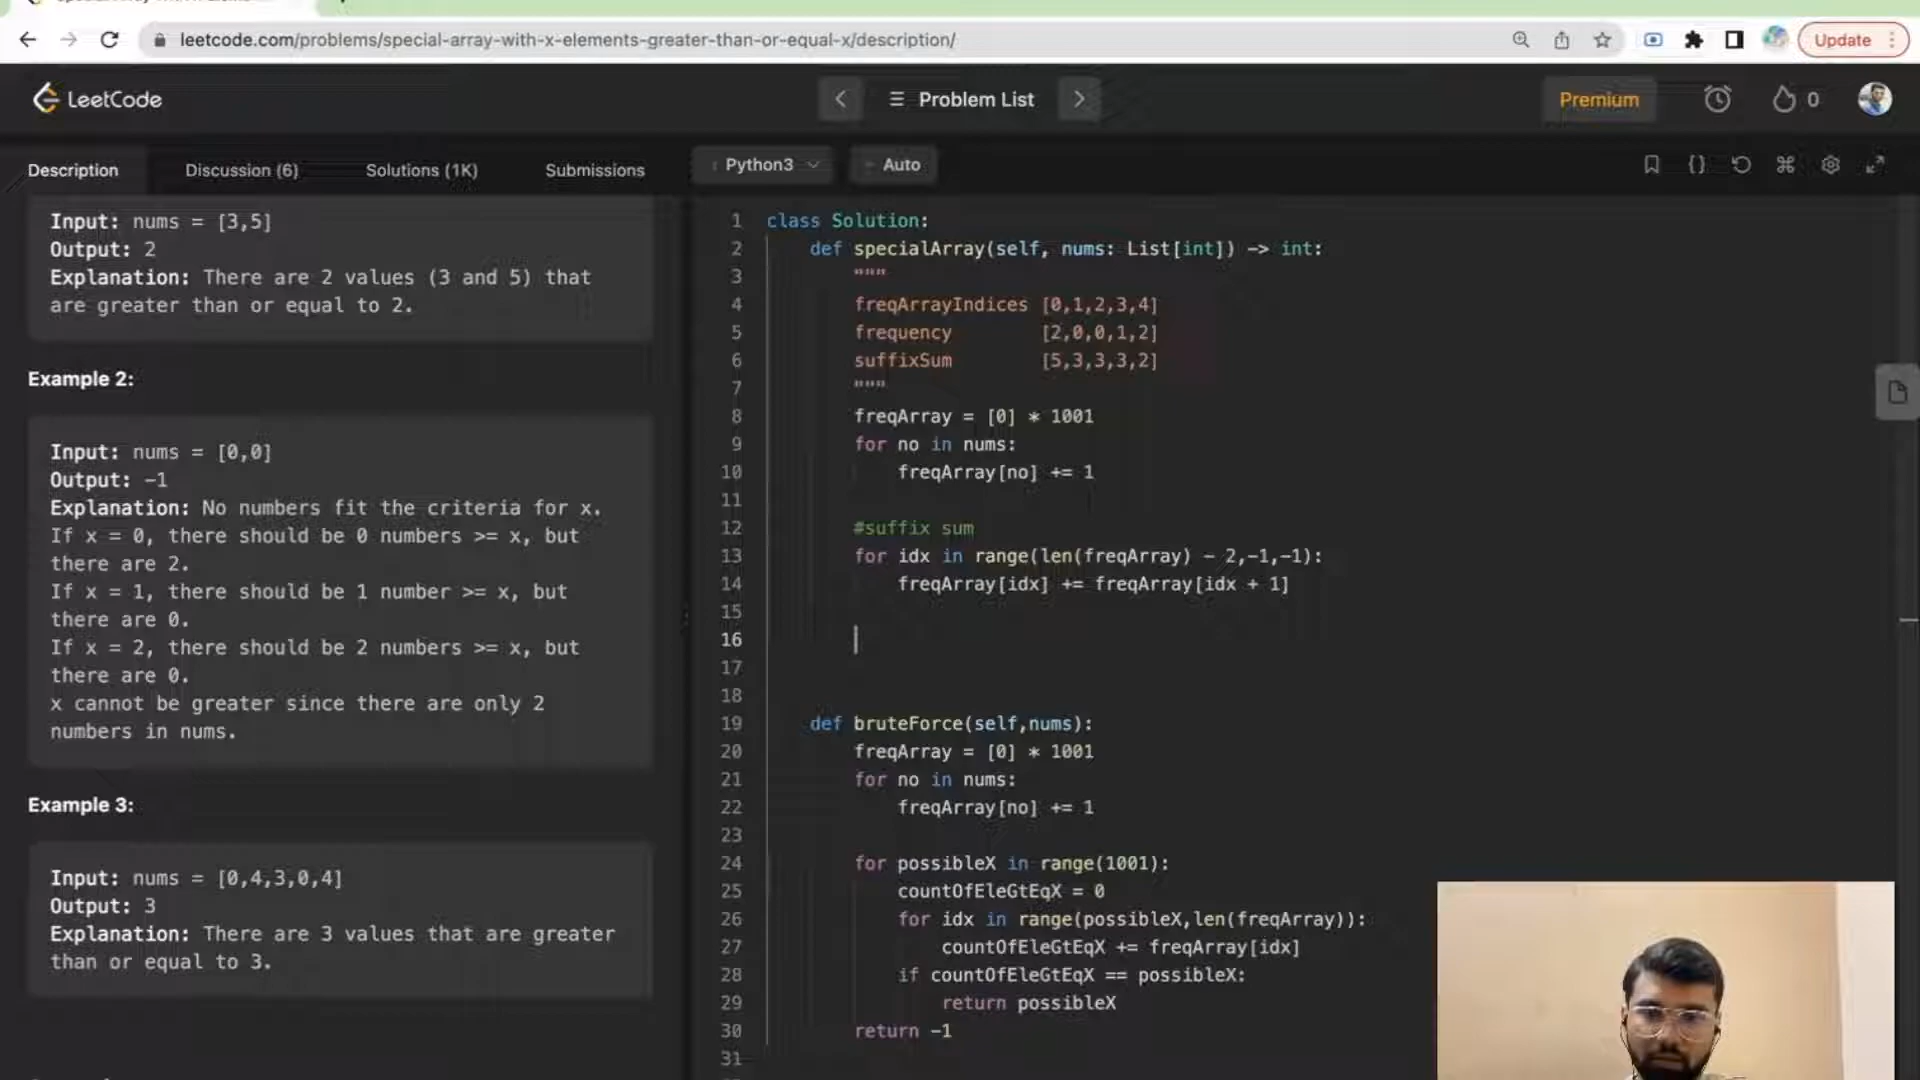 leetcode.com/problems/special-array-with-x-elements-greater-than-or-equal-x/description/
Update
LeetCode
Problem List
Premium
0
Description
Discussion (6)
Solutions (1K)
Submissions
Python3
Auto
Input: nums = [3,5]
Output: 2
Explanation: There are 2 values (3 and 5) that
are greater than or equal to 2.
Example 2:
Input: nums = [0,0]
Output: -1
Explanation: No numbers fit the criteria for x.
If x = 0, there should be 0 numbers >= x, but
there are 2.
If x = 1, there should be 1 number >= x, but
there are 0.
If x = 2, there should be 2 numbers >= x, but
there are 0.
x cannot be greater since there are only 2
numbers in nums.
Example 3:
Input: nums = [0,4,3,0,4]
Output: 3
Explanation: There are 3 values that are greater
than or equal to 3.
1 class Solution:
2 def specialArray(self, nums: List[int]) -> int:
3 """
4 freqArrayIndices [0,1,2,3,4]
5 frequency [2,0,0,1,2]
6 suffixSum [5,3,3,3,2]
7 """
8 freqArray = [0] * 1001
9 for no in nums:
10 freqArray[no] += 1
11
12 #suffix sum
13 for idx in range(len(freqArray) - 2,-1,-1):
14 freqArray[idx] += freqArray[idx + 1]
15
16
17
18
19 def bruteForce(self,nums):
20 freqArray = [0] * 1001
21 for no in nums:
22 freqArray[no] += 1
23
24 for possibleX in range(1001):
25 countOfEleGtEqX = 0
26 for idx in range(possibleX,len(freqArray)):
27 countOfEleGtEqX += freqArray[idx]
28 if countOfEleGtEqX == possibleX:
29 return possibleX
30 return -1
31